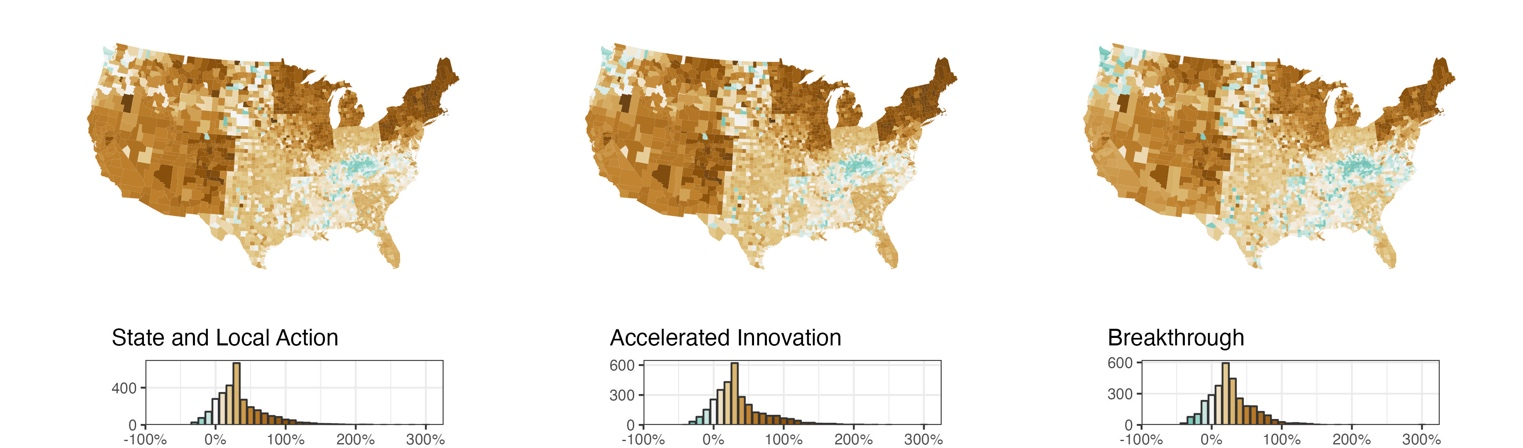 State and Local Action Accelerated Innovation Breakthrough
400 600 600
300 300
0 0 0
-100% 0% 100% 200% 300% -100% 0% 100% 200% 300% -100% 0% 100% 200% 300%